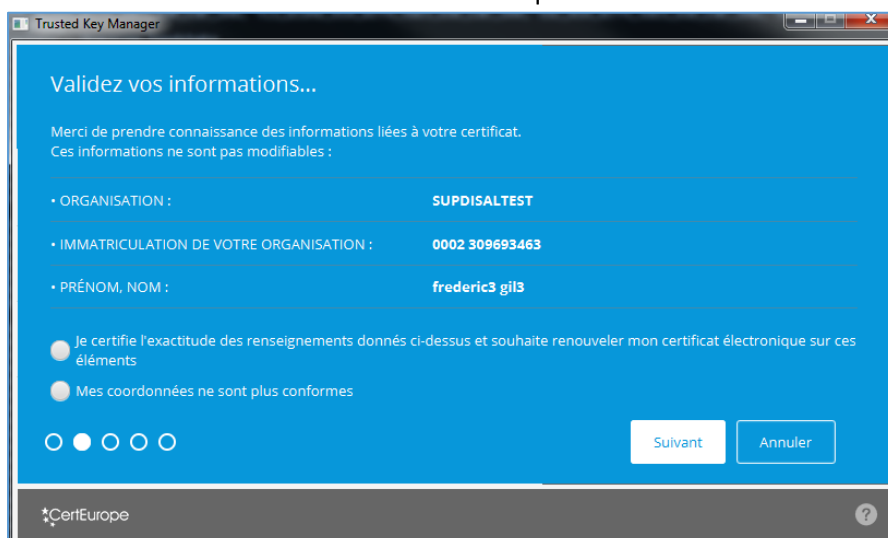 Trusted Key Manager
Validez vos informations...
Merci de prendre connaissance des informations liées à votre certificat.
Ces informations ne sont pas modifiables :
• ORGANISATION : SUPDISALTEST
• IMMATRICULATION DE VOTRE ORGANISATION : 0002 309693463
• PRÉNOM, NOM : frederic3 gil3
Je certifie l'exactitude des renseignements donnés ci-dessus et souhaite renouveler mon certificat électronique sur ces
éléments
Mes coordonnées ne sont plus conformes
Suivant Annuler
CertEurope ?